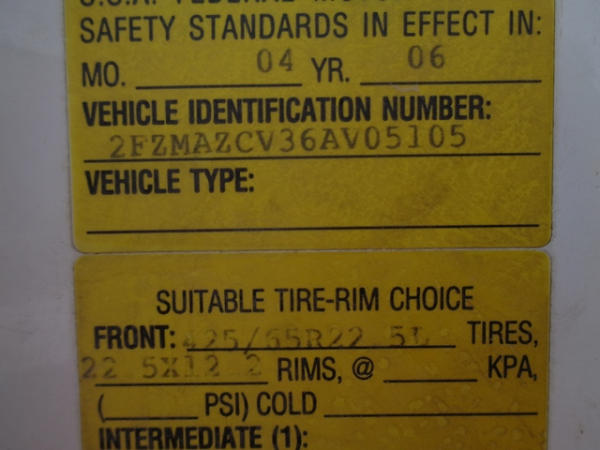 U.S.A. FEDERAL
SAFETY STANDARDS IN EFFECT IN:
MO. 04 YR. 06
VEHICLE IDENTIFICATION NUMBER:
2FZMAZCV36AV05105
VEHICLE TYPE:
SUITABLE TIRE-RIM CHOICE
FRONT: 425/65R22 5L TIRES,
22 5X12 2 RIMS, @ KPA,
( PSI) COLD
INTERMEDIATE (1):